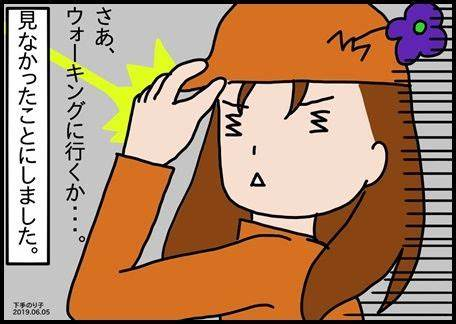 さあ、
ウォーキングに行くか・・・。
見なかったことにしました。
下手のり子
2019.06.05